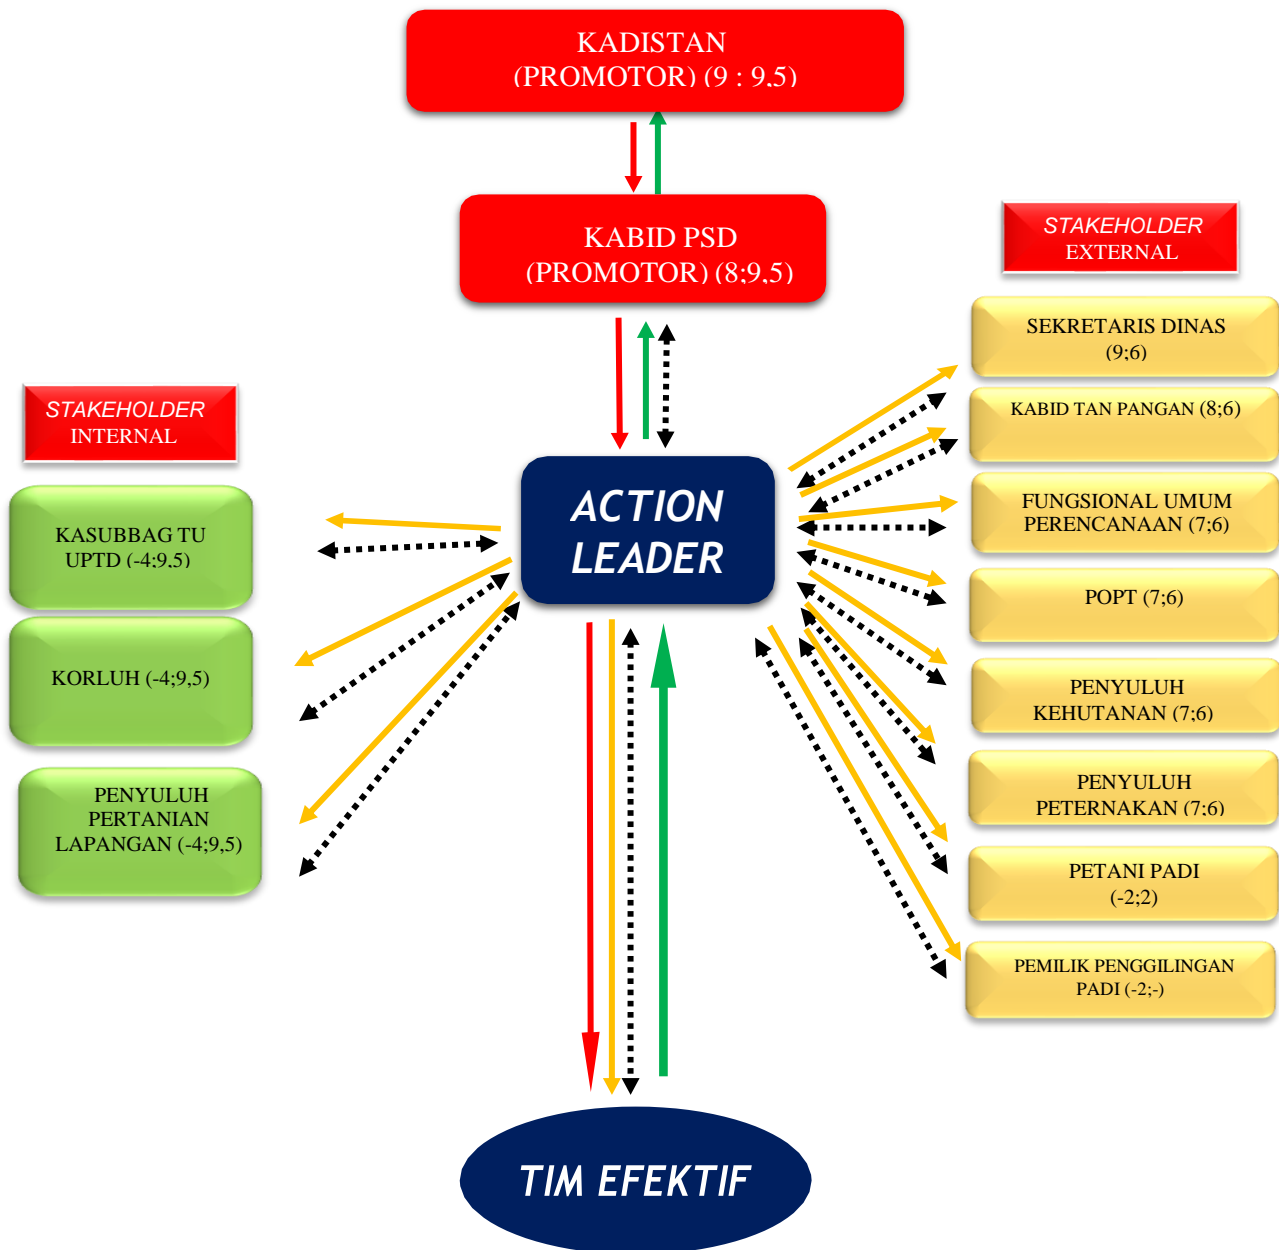 KADISTAN
(PROMOTOR) (9 : 9,5)
KABID PSD
(PROMOTOR) (8;9,5)
STAKEHOLDER
EXTERNAL
SEKRETARIS DINAS
(9;6)
KABID TAN PANGAN (8;6)
FUNGSIONAL UMUM
PERENCANAAN (7;6)
POPT (7;6)
PENYULUH
KEHUTANAN (7;6)
PENYULUH
PETERNAKAN (7;6)
PETANI PADI
(-2;2)
PEMILIK PENGGILINGAN
PADI (-2;-)
STAKEHOLDER
INTERNAL
KASUBBAG TU
UPTD (-4;9,5)
KORLUH (-4;9,5)
PENYULUH
PERTANIAN
LAPANGAN (-4;9,5)
ACTION
LEADER
TIM EFEKTIF